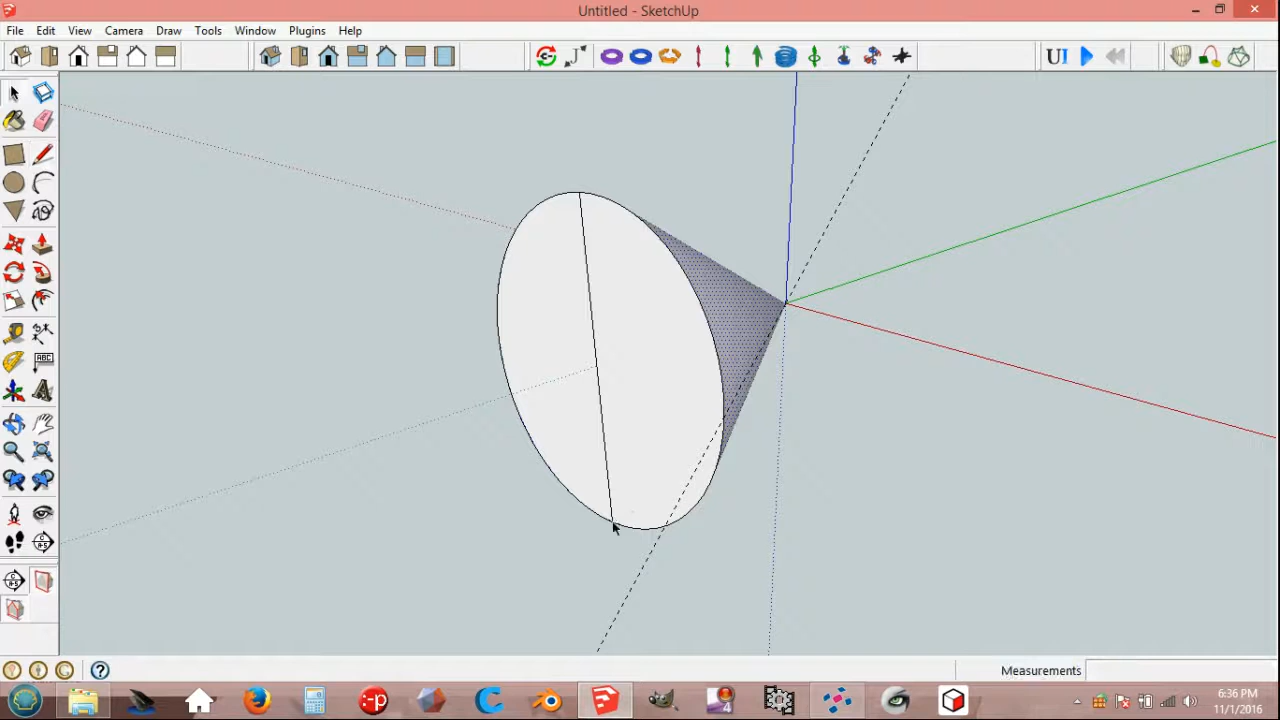 Untitled - SketchUp
File Edit View Camera Draw Tools Window Plugins Help
UI
ABC
Measurements
6:36 PM
11/1/2016